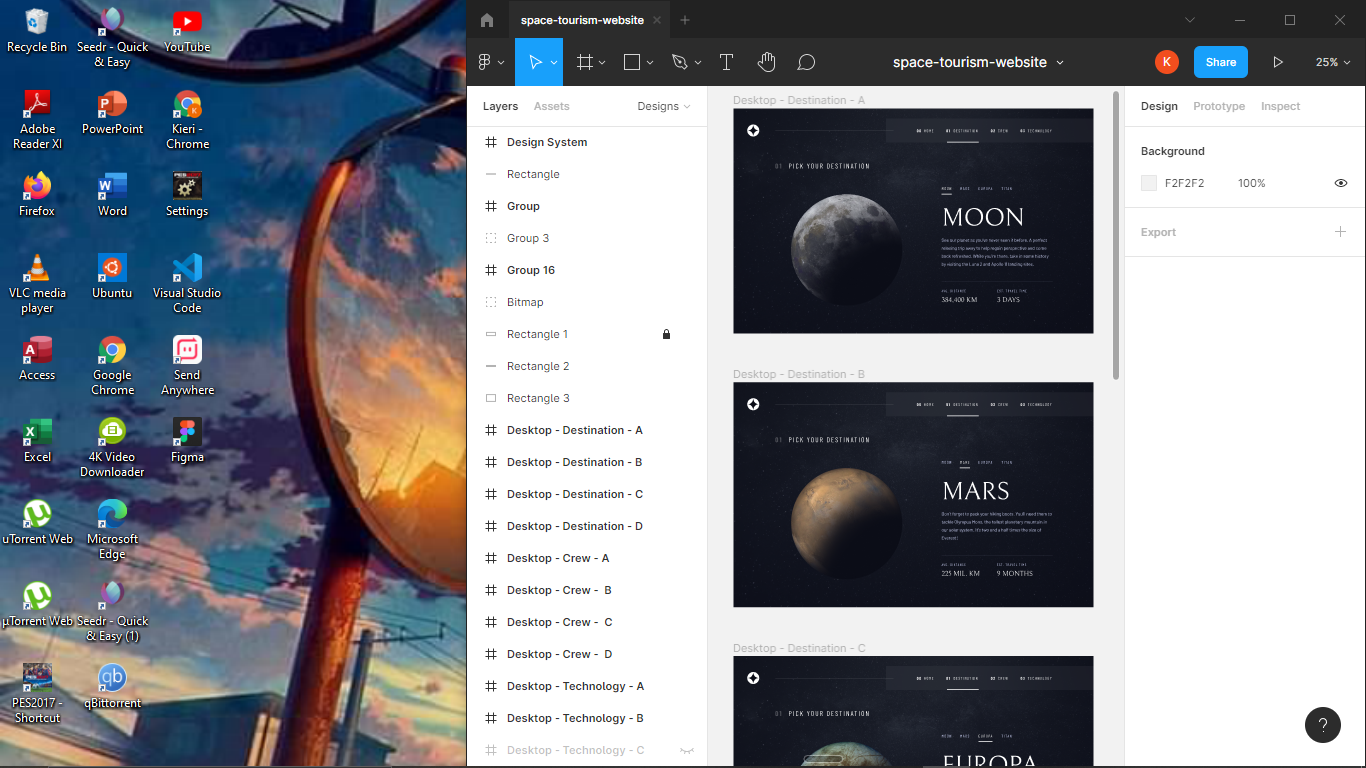 Recycle Bin
Seedr - Quick
& Easy
YouTube
Adobe
Reader XI
PowerPoint
Kieri -
Chrome
Firefox
Word
Settings
VLC media
player
Ubuntu
Visual Studio
Code
Access
Google
Chrome
Send
Anywhere
Excel
4K Video
Downloader
Figma
uTorrent Web
Microsoft
Edge
µTorrent Web
Seedr - Quick
& Easy (1)
PES2017 -
Shortcut
qBittorrent
space-tourism-website
space-tourism-website
K
Share
25%
Layers
Assets
Designs
Design System
Rectangle
Group
Group 3
Group 16
Bitmap
Rectangle 1
Rectangle 2
Rectangle 3
Desktop - Destination - A
Desktop - Destination - B
Desktop - Destination - C
Desktop - Destination - D
Desktop - Crew - A
Desktop - Crew -  B
Desktop - Crew -  C
Desktop - Crew -  D
Desktop - Technology - A
Desktop - Technology - B
Desktop - Technology - C
Desktop - Destination - A
00 HOME 01 DESTINATION 02 CREW 03 TECHNOLOGY
01 PICK YOUR DESTINATION
MOON MARS EUROPA TITAN
MOON
See our planet as you've never seen it before. A perfect
relaxing trip away to help regain perspective and come
back refreshed. While you're there, take in some history
by visiting the Luna 2 and Apollo 11 landing sites.
AVG. DISTANCE
384,400 KM
EST. TRAVEL TIME
3 DAYS
Desktop - Destination - B
00 HOME 01 DESTINATION 02 CREW 03 TECHNOLOGY
01 PICK YOUR DESTINATION
MOON MARS EUROPA TITAN
MARS
Don't forget to pack your hiking boots. You'll need them to
tackle Olympus Mons, the tallest planetary mountain in
our solar system. It's two and a half times the size of
Everest!
AVG. DISTANCE
225 MIL. KM
EST. TRAVEL TIME
9 MONTHS
Desktop - Destination - C
00 HOME 01 DESTINATION 02 CREW 03 TECHNOLOGY
01 PICK YOUR DESTINATION
MOON MARS EUROPA TITAN
EUROPA
Design
Prototype
Inspect
Background
F2F2F2
100%
Export
?